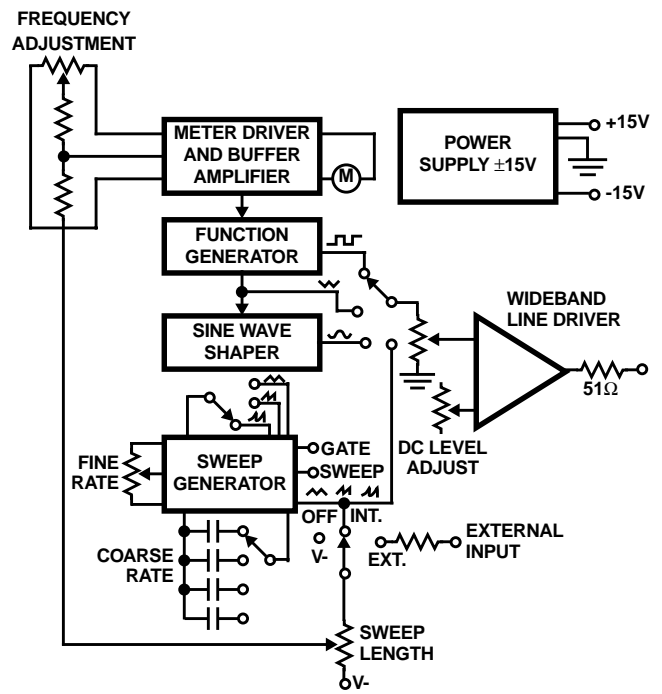 FREQUENCY
ADJUSTMENT
METER DRIVER
AND BUFFER
AMPLIFIER
M
POWER
SUPPLY ±15V
+15V
-15V
FUNCTION
GENERATOR
SINE WAVE
SHAPER
WIDEBAND
LINE DRIVER
51Ω
DC LEVEL
ADJUST
FINE
RATE
SWEEP
GENERATOR
GATE
SWEEP
OFF
INT.
V-
EXT.
EXTERNAL
INPUT
COARSE
RATE
SWEEP
LENGTH
V-